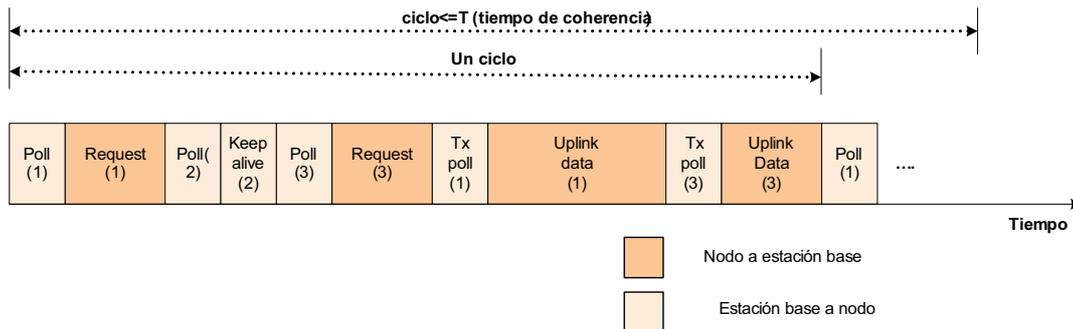 ciclo<=T (tiempo de coherencia)
Un ciclo
Poll
(1)
Request
(1)
Poll(
2)
Keep
alive
(2)
Poll
(3)
Request
(3)
Tx
poll
(1)
Uplink
data
(1)
Tx
poll
(3)
Uplink
Data
(3)
Poll
(1)
....
Tiempo
Nodo a estación base
Estación base a nodo